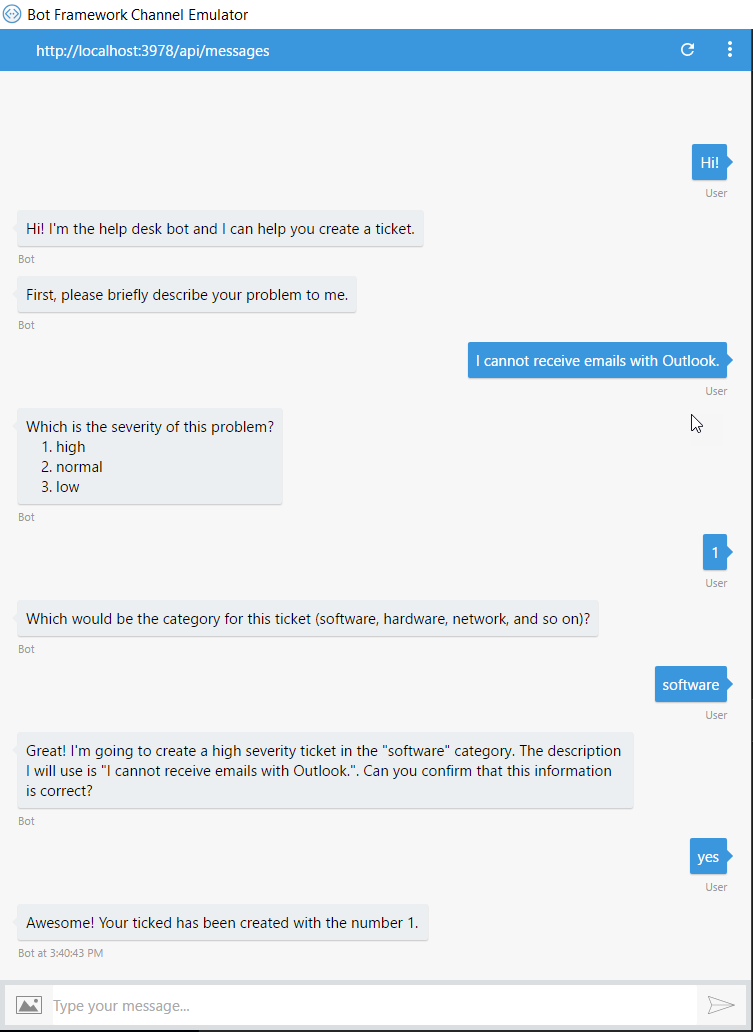 Bot Framework Channel Emulator
http://localhost:3978/api/messages
Hi!
User
Hi! I'm the help desk bot and I can help you create a ticket.
Bot
First, please briefly describe your problem to me.
Bot
I cannot receive emails with Outlook.
User
Which is the severity of this problem?
1. high
2. normal
3. low
Bot
1
User
Which would be the category for this ticket (software, hardware, network, and so on)?
Bot
software
User
Great! I'm going to create a high severity ticket in the "software" category. The description
I will use is "I cannot receive emails with Outlook.". Can you confirm that this information
is correct?
Bot
yes
User
Awesome! Your ticked has been created with the number 1.
Bot at 3:40:43 PM
Type your message...